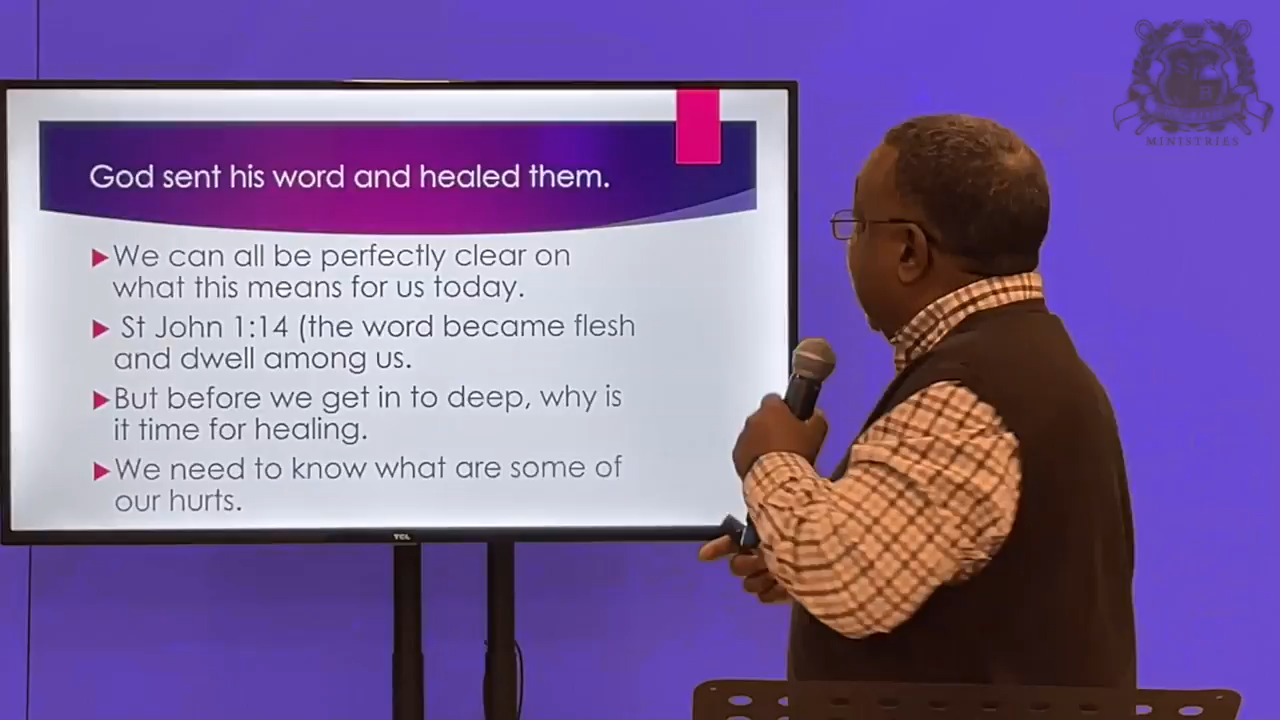 God sent his word and healed them.
We can all be perfectly clear on
what this means for us today.
St John 1:14 (the word became flesh
and dwell among us.
But before we get in to deep, why is
it time for healing.
We need to know what are some of
our hurts.
TCL
MINISTRIES